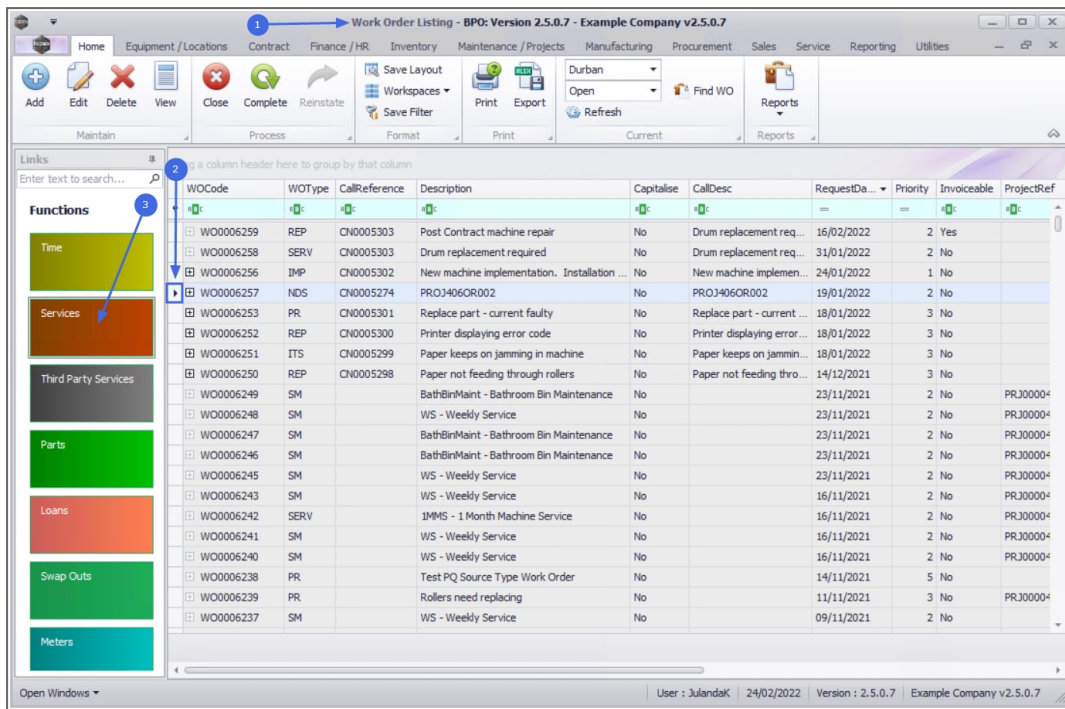 1
Work Order Listing - BPO: Version 2.5.0.7 - Example Company v2.5.0.7
Home Equipment / Locations Contract Finance / HR Inventory Maintenance / Projects Manufacturing Procurement Sales Service Reporting Utilities
Add Edit Delete View
Maintain
Close Complete Reinstate
Process
Save Layout
Workspaces
Save Filter
Format
Print Export
Print
Durban
Open
Refresh
Find WO
Current
Reports
Reports
Links
Enter text to search...
2
g a column header here to group by that column
3
Functions
Time
Services
Third Party Services
Parts
Loans
Swap Outs
Meters
WOCode WOType CallReference Description Capitalise CallDesc RequestDa... Priority Invoiceable ProjectRef
WO0006259 REP CN0005303 Post Contract machine repair No Drum replacement req... 16/02/2022 2 Yes
WO0006258 SERV CN0005303 Drum replacement required No Drum replacement req... 31/01/2022 2 No
WO0006256 IMP CN0005302 New machine implementation. Installation ... No New machine implemen... 24/01/2022 1 No
WO0006257 NDS CN0005274 PROJ406OR002 No PROJ406OR002 19/01/2022 2 No
WO0006253 PR CN0005301 Replace part - current faulty No Replace part - current ... 18/01/2022 3 No
WO0006252 REP CN0005300 Printer displaying error code No Printer displaying error... 18/01/2022 3 No
WO0006251 ITS CN0005299 Paper keeps on jamming in machine No Paper keeps on jammin... 18/01/2022 3 No
WO0006250 REP CN0005298 Paper not feeding through rollers No Paper not feeding thro... 14/12/2021 3 No
WO0006249 SM BathBinMaint - Bathroom Bin Maintenance No 23/11/2021 2 No PRJ00004
WO0006248 SM WS - Weekly Service No 23/11/2021 2 No PRJ00004
WO0006247 SM BathBinMaint - Bathroom Bin Maintenance No 23/11/2021 2 No PRJ00004
WO0006246 SM BathBinMaint - Bathroom Bin Maintenance No 23/11/2021 2 No PRJ00004
WO0006245 SM WS - Weekly Service No 23/11/2021 2 No PRJ00004
WO0006243 SM WS - Weekly Service No 16/11/2021 2 No PRJ00004
WO0006242 SERV 1MMS - 1 Month Machine Service No 16/11/2021 2 No PRJ00004
WO0006241 SM WS - Weekly Service No 16/11/2021 2 No PRJ00004
WO0006240 SM WS - Weekly Service No 16/11/2021 2 No PRJ00004
WO0006238 PR Test PQ Source Type Work Order No 14/11/2021 5 No
WO0006239 PR Rollers need replacing No 11/11/2021 3 No PRJ00004
WO0006237 SM WS - Weekly Service No 09/11/2021 2 No
Open Windows User : JulandaK 24/02/2022 Version : 2.5.0.7 Example Company v2.5.0.7